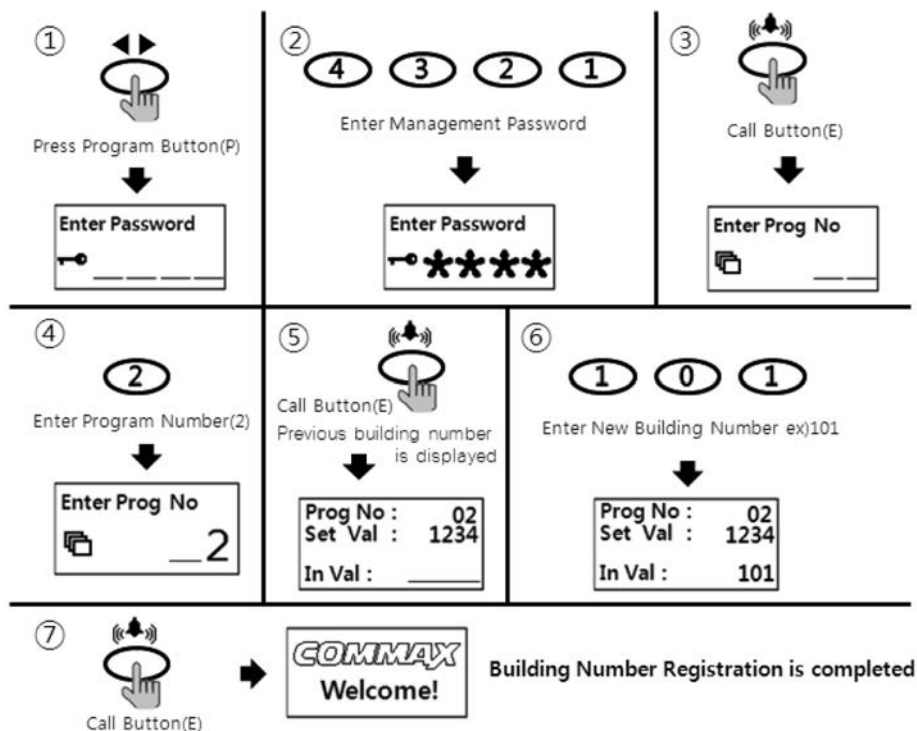 ①
Press Program Button(P)
Enter Password
②
4 3 2 1
Enter Management Password
Enter Password
③
Call Button(E)
Enter Prog No
④
2
Enter Program Number(2)
Enter Prog No
_2
⑤
Call Button(E)
Previous building number
is displayed
Prog No : 02
Set Val : 1234
In Val :
⑥
1 0 1
Enter New Building Number ex)101
Prog No : 02
Set Val : 1234
In Val : 101
⑦
Call Button(E)
COMMAX
Welcome!
Building Number Registration is completed